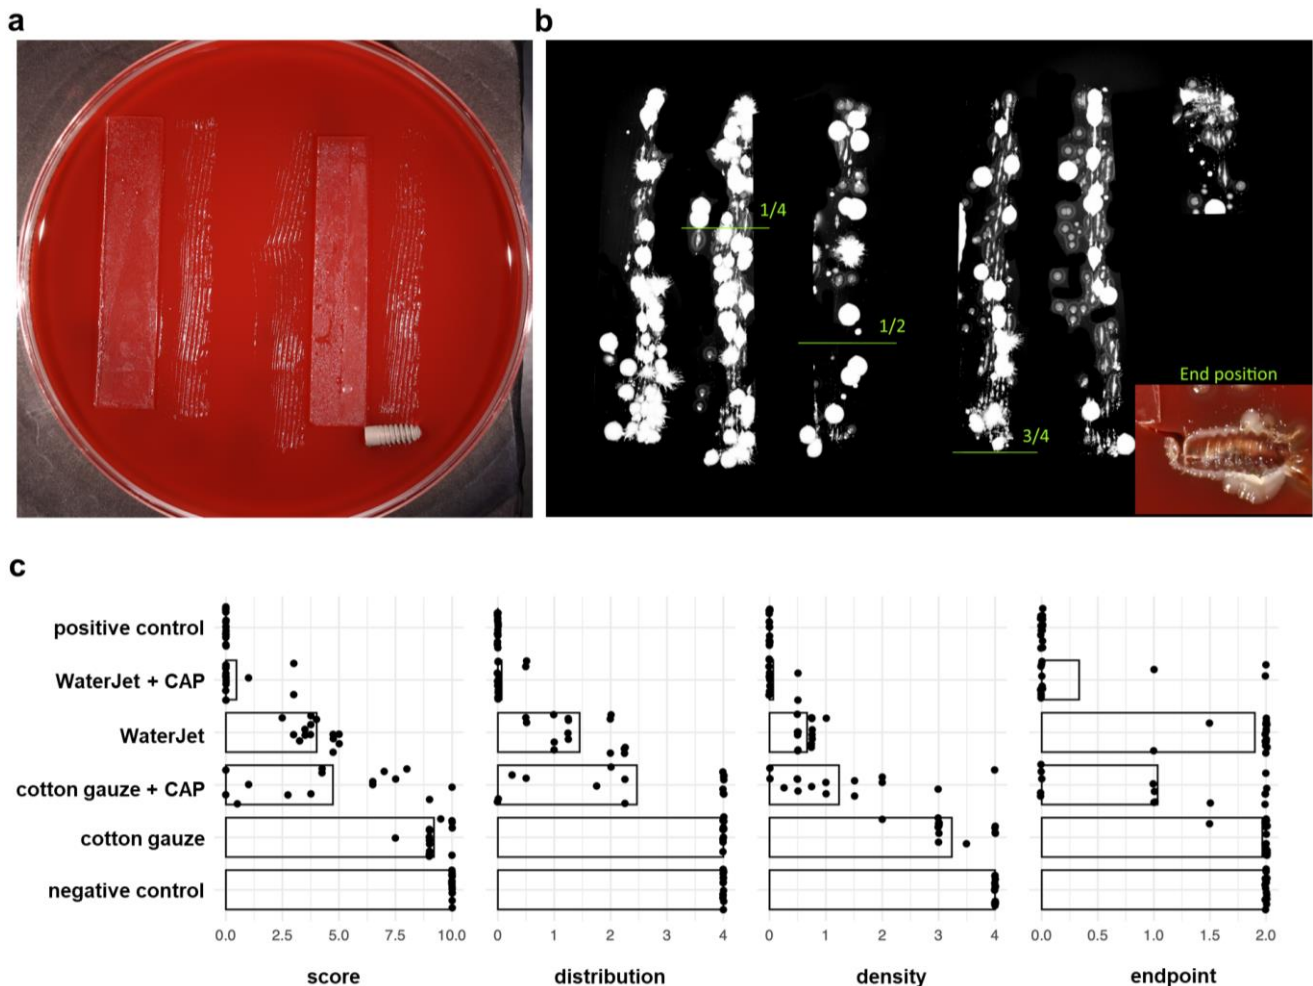 a
b
1/4
1/2
3/4
End position
c
positive control
WaterJet + CAP
WaterJet
cotton gauze + CAP
cotton gauze
negative control
0.0 2.5 5.0 7.5 10.0
0 1 2 3 4
0 1 2 3 4
0.0 0.5 1.0 1.5 2.0
score distribution density endpoint